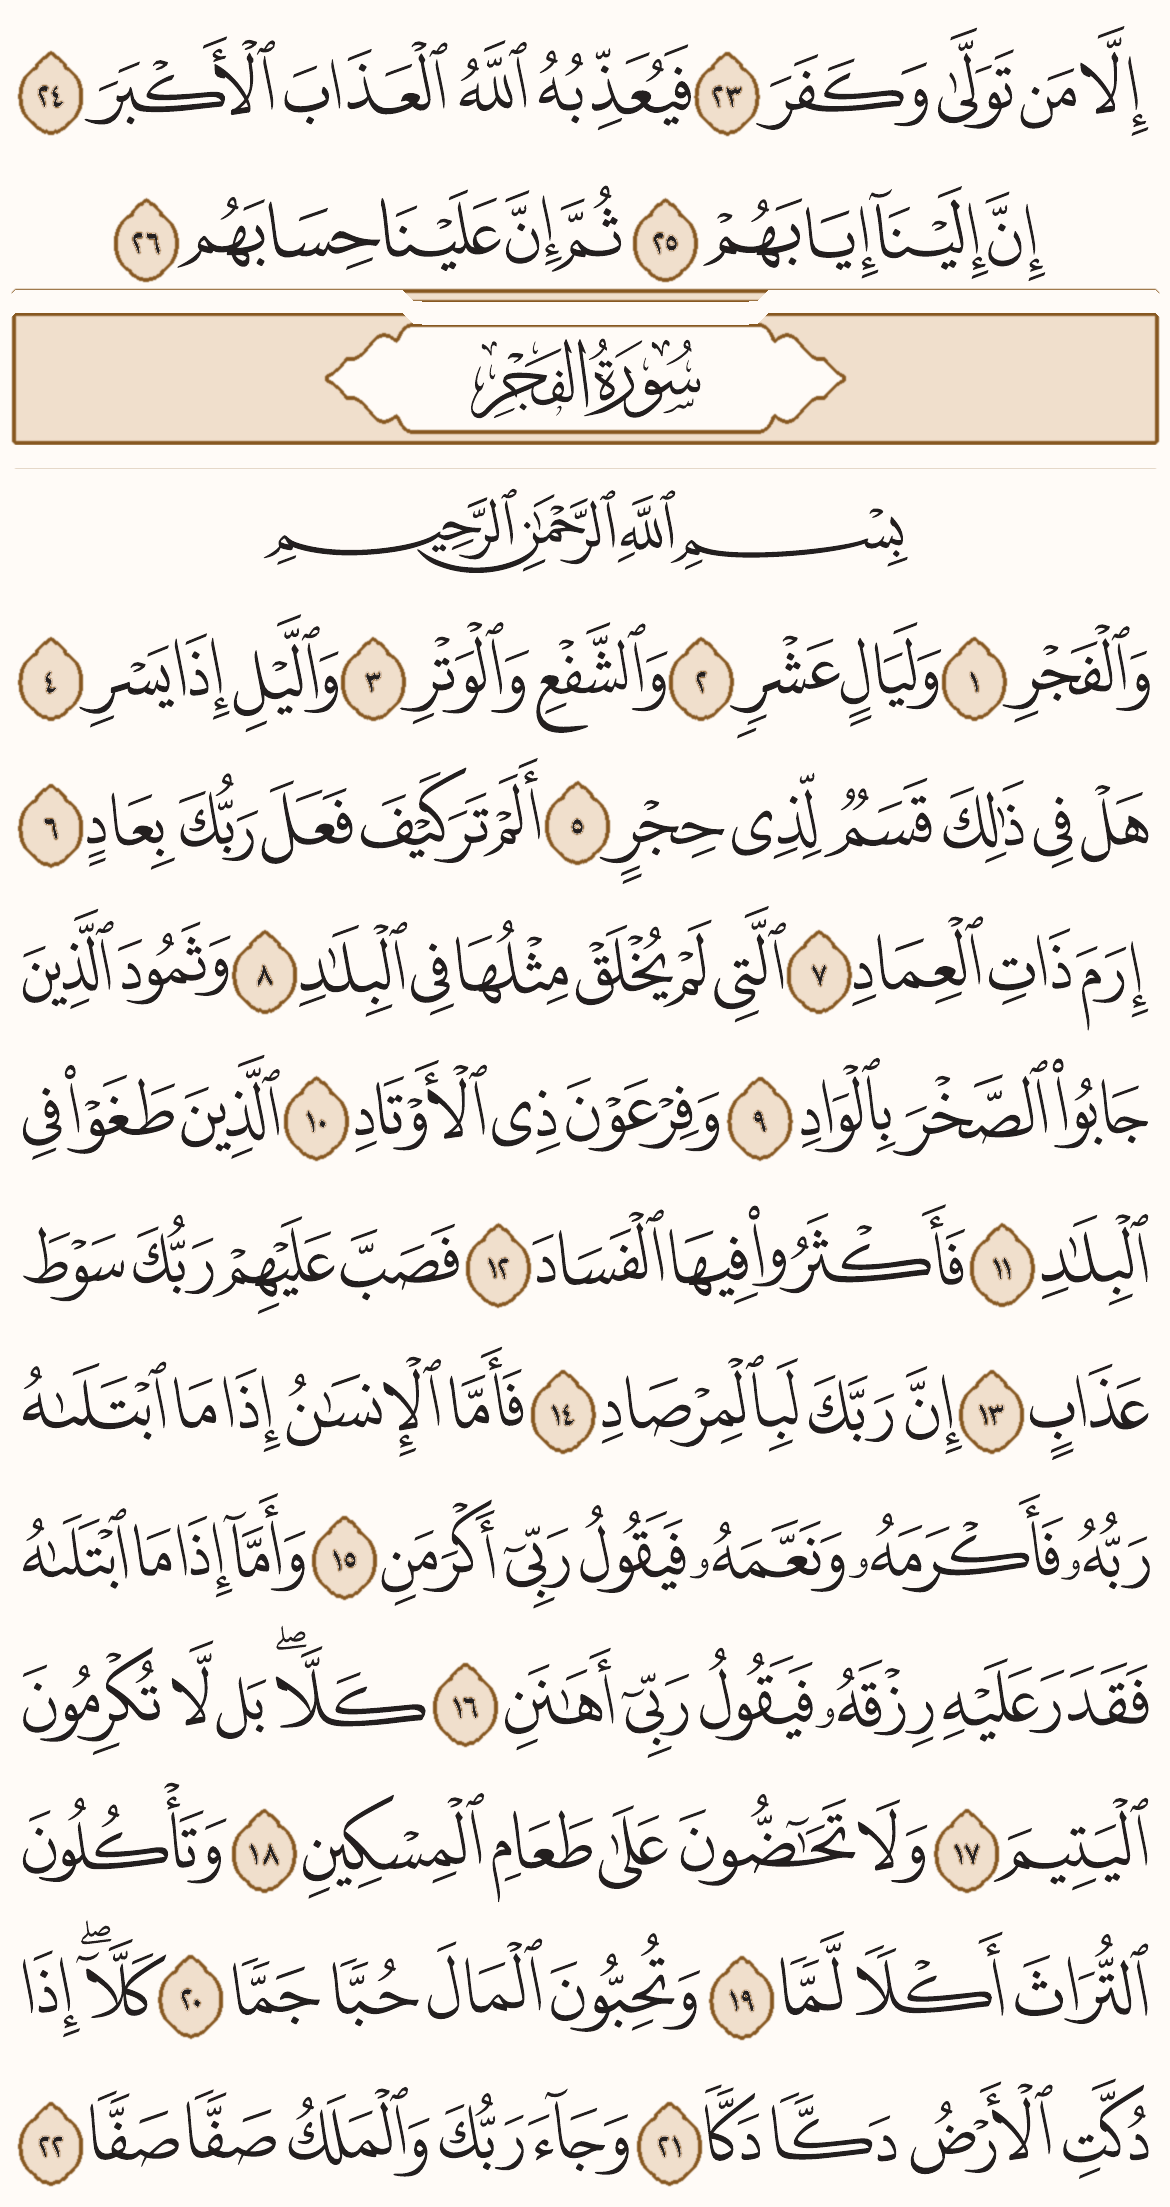 إِلَّا مَن تَوَلَّىٰ وَكَفَرَ ٢٣ فَيُعَذِّبُهُ ٱللَّهُ ٱلْعَذَابَ ٱلْأَكْبَرَ ٢٤
إِنَّ إِلَيْنَآ إِيَابَهُمْ ٢٥ ثُمَّ إِنَّ عَلَيْنَا حِسَابَهُم ٢٦
سُورَةُ الفَجْرِ
بِسْمِ ٱللَّهِ ٱلرَّحْمَٰنِ ٱلرَّحِيمِ
وَٱلْفَجْرِ ١ وَلَيَالٍ عَشْرٍ ٢ وَٱلشَّفْعِ وَٱلْوَتْرِ ٣ وَٱلَّيْلِ إِذَا يَسْرِ ٤
هَلْ فِى ذَٰلِكَ قَسَمٌ لِّذِى حِجْرٍ ٥ أَلَمْ تَرَ كَيْفَ فَعَلَ رَبُّكَ بِعَادٍ ٦
إِرَمَ ذَاتِ ٱلْعِمَادِ ٧ ٱلَّتِى لَمْ يُخْلَقْ مِثْلُهَا فِى ٱلْبِلَٰدِ ٨ وَثَمُودَ ٱلَّذِينَ
جَابُوا۟ ٱلصَّخْرَ بِٱلْوَادِ ٩ وَفِرْعَوْنَ ذِى ٱلْأَوْتَادِ ١٠ ٱلَّذِينَ طَغَوْا۟ فِى
ٱلْبِلَٰدِ ١١ فَأَكْثَرُوا۟ فِيهَا ٱلْفَسَادَ ١٢ فَصَبَّ عَلَيْهِمْ رَبُّكَ سَوْطَ
عَذَابٍ ١٣ إِنَّ رَبَّكَ لَبِٱلْمِرْصَادِ ١٤ فَأَمَّا ٱلْإِنسَٰنُ إِذَا مَا ٱبْتَلَىٰهُ
رَبُّهُۥ فَأَكْرَمَهُۥ وَنَعَّمَهُۥ فَيَقُولُ رَبِّىٓ أَكْرَمَنِ ١٥ وَأَمَّآ إِذَا مَا ٱبْتَلَىٰهُ
فَقَدَرَ عَلَيْهِ رِزْقَهُۥ فَيَقُولُ رَبِّىٓ أَهَٰنَنِ ١٦ كَلَّا ۖ بَل لَّا تُكْرِمُونَ
ٱلْيَتِيمَ ١٧ وَلَا تَحَٰٓضُّونَ عَلَىٰ طَعَامِ ٱلْمِسْكِينِ ١٨ وَتَأْكُلُونَ
ٱلتُّرَاثَ أَكْلًا لَّمًّا ١٩ وَتُحِبُّونَ ٱلْمَالَ حُبًّا جَمًّا ٢٠ كَلَّآ ۖ إِذَا
دُكَّتِ ٱلْأَرْضُ دَكًّا دَكًّا ٢١ وَجَآءَ رَبُّكَ وَٱلْمَلَكُ صَفًّا صَفًّا ٢٢